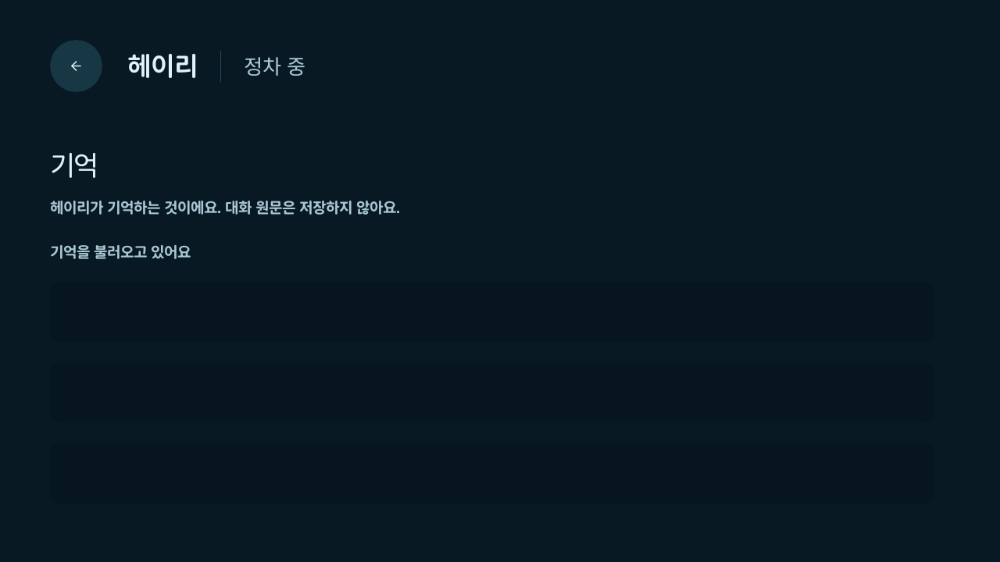 헤이리
정차 중
기억
헤이리가 기억하는 것이에요. 대화 원문은 저장하지 않아요.
기억을 불러오고 있어요